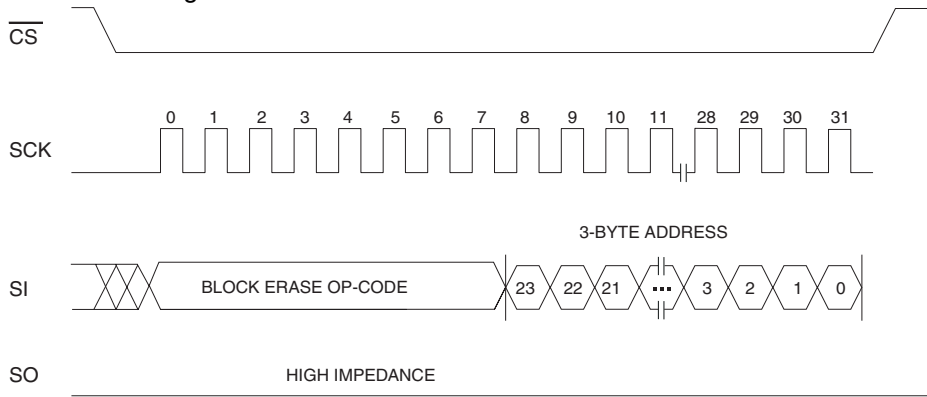 CS
0 1 2 3 4 5 6 7 8 9 10 11 28 29 30 31
SCK
3-BYTE ADDRESS
SI BLOCK ERASE OP-CODE 23 22 21 ... 3 2 1 0
SO HIGH IMPEDANCE